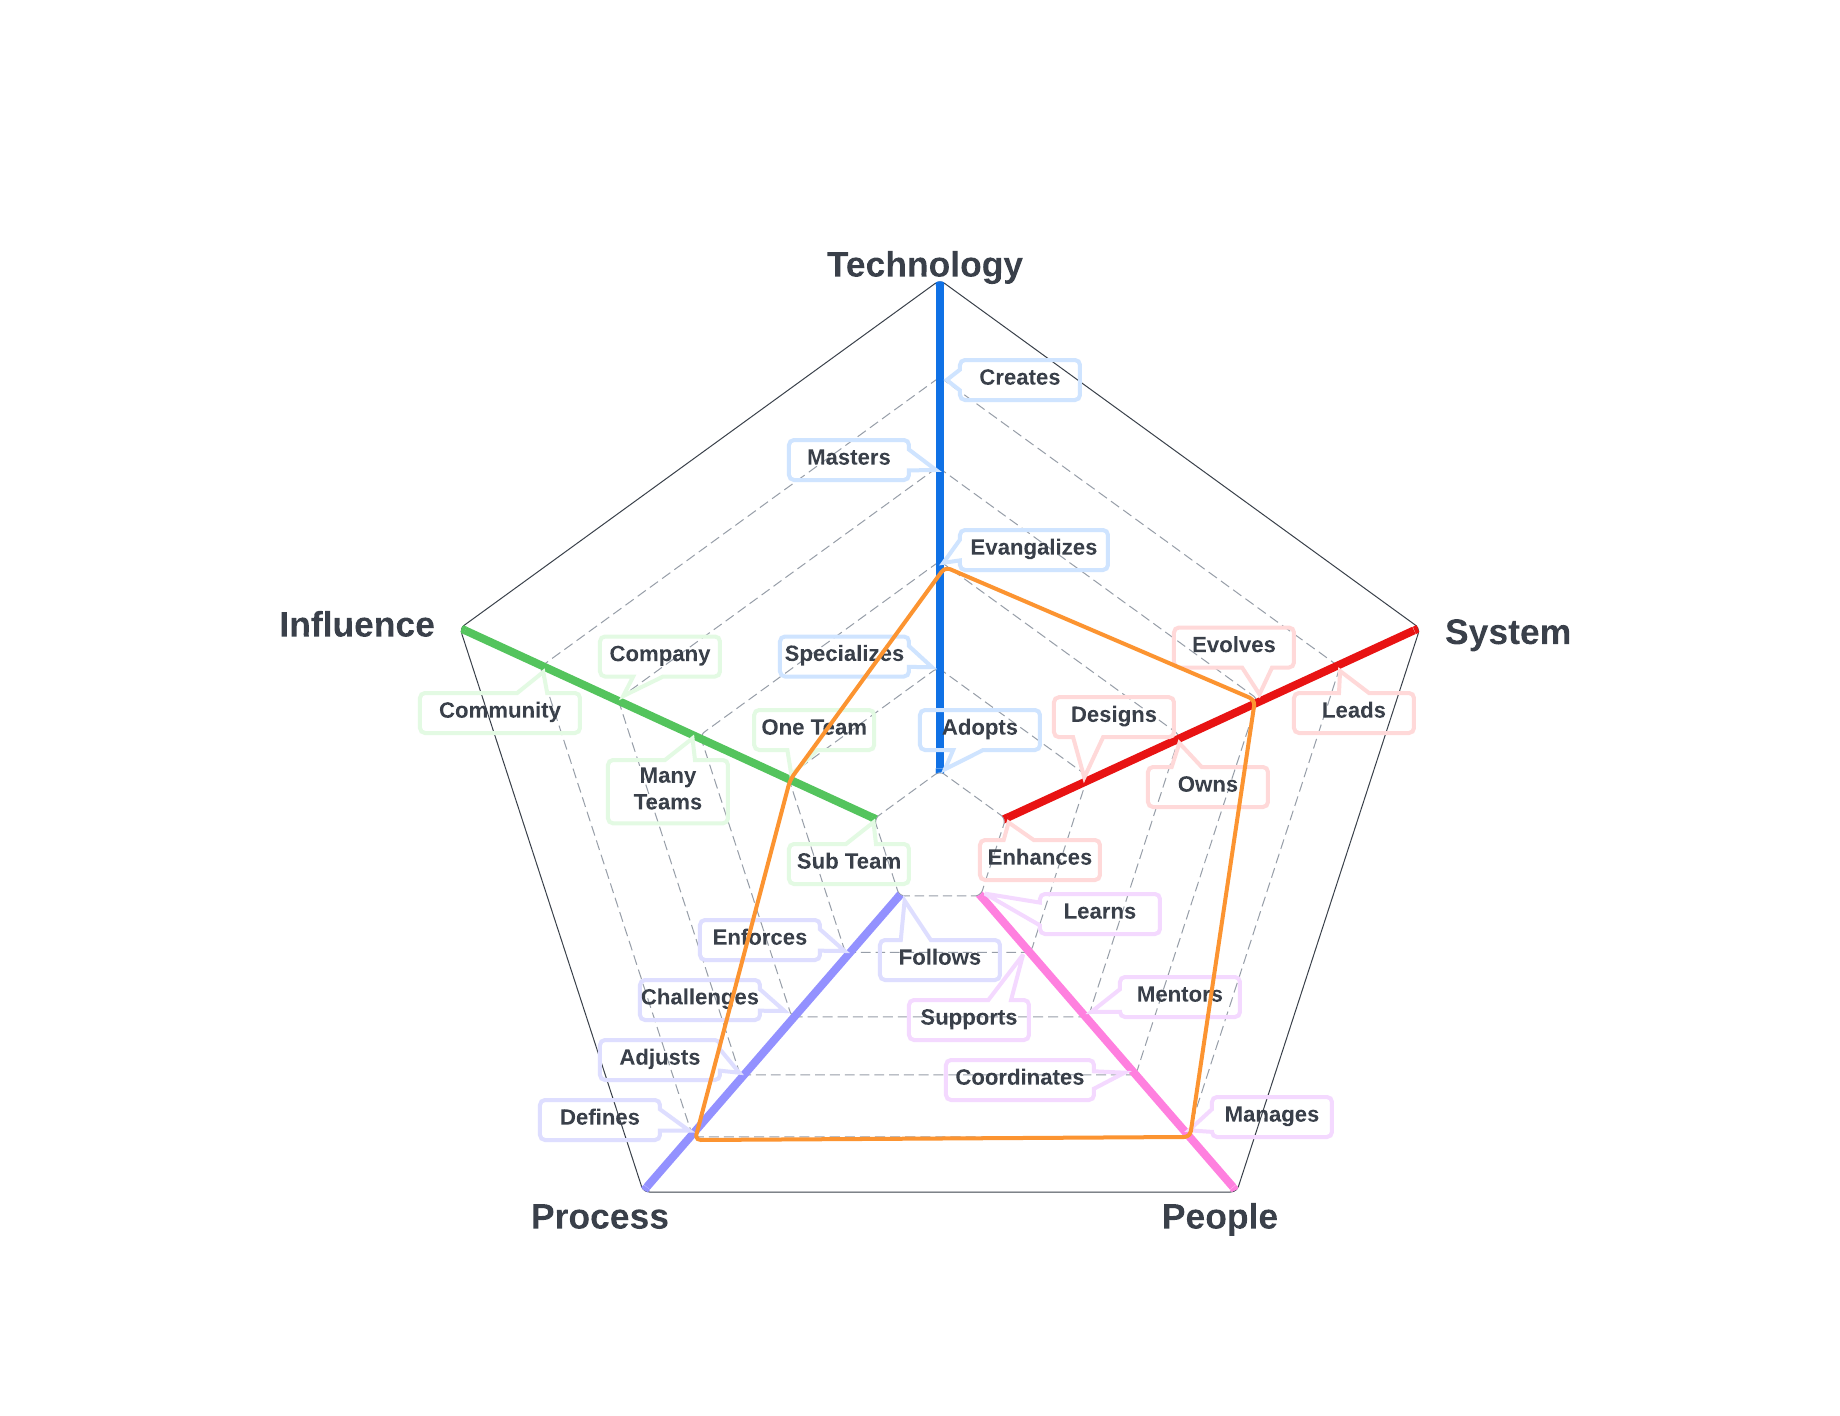 Technology
Creates
Masters
Evangalizes
Influence
System
Company
Specializes
Evolves
Community
One Team
Adopts
Designs
Leads
Many
Teams
Owns
Sub Team
Enhances
Learns
Enforces
Follows
Challenges
Supports
Mentors
Adjusts
Coordinates
Defines
Manages
Process
People